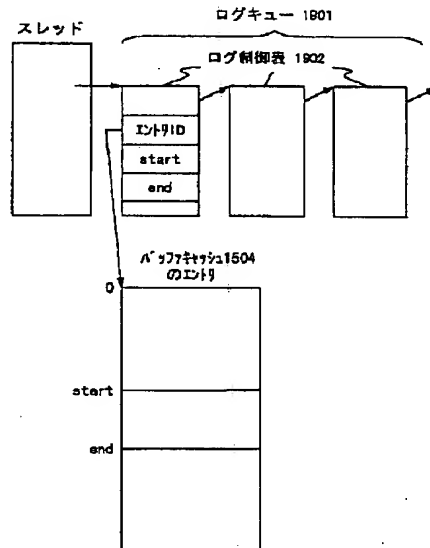 ログキュー 1901
スレッド
ログ制御表 1902
エントリID
start
end
バッファキャッシュ1504
のエントリ
0
start
end